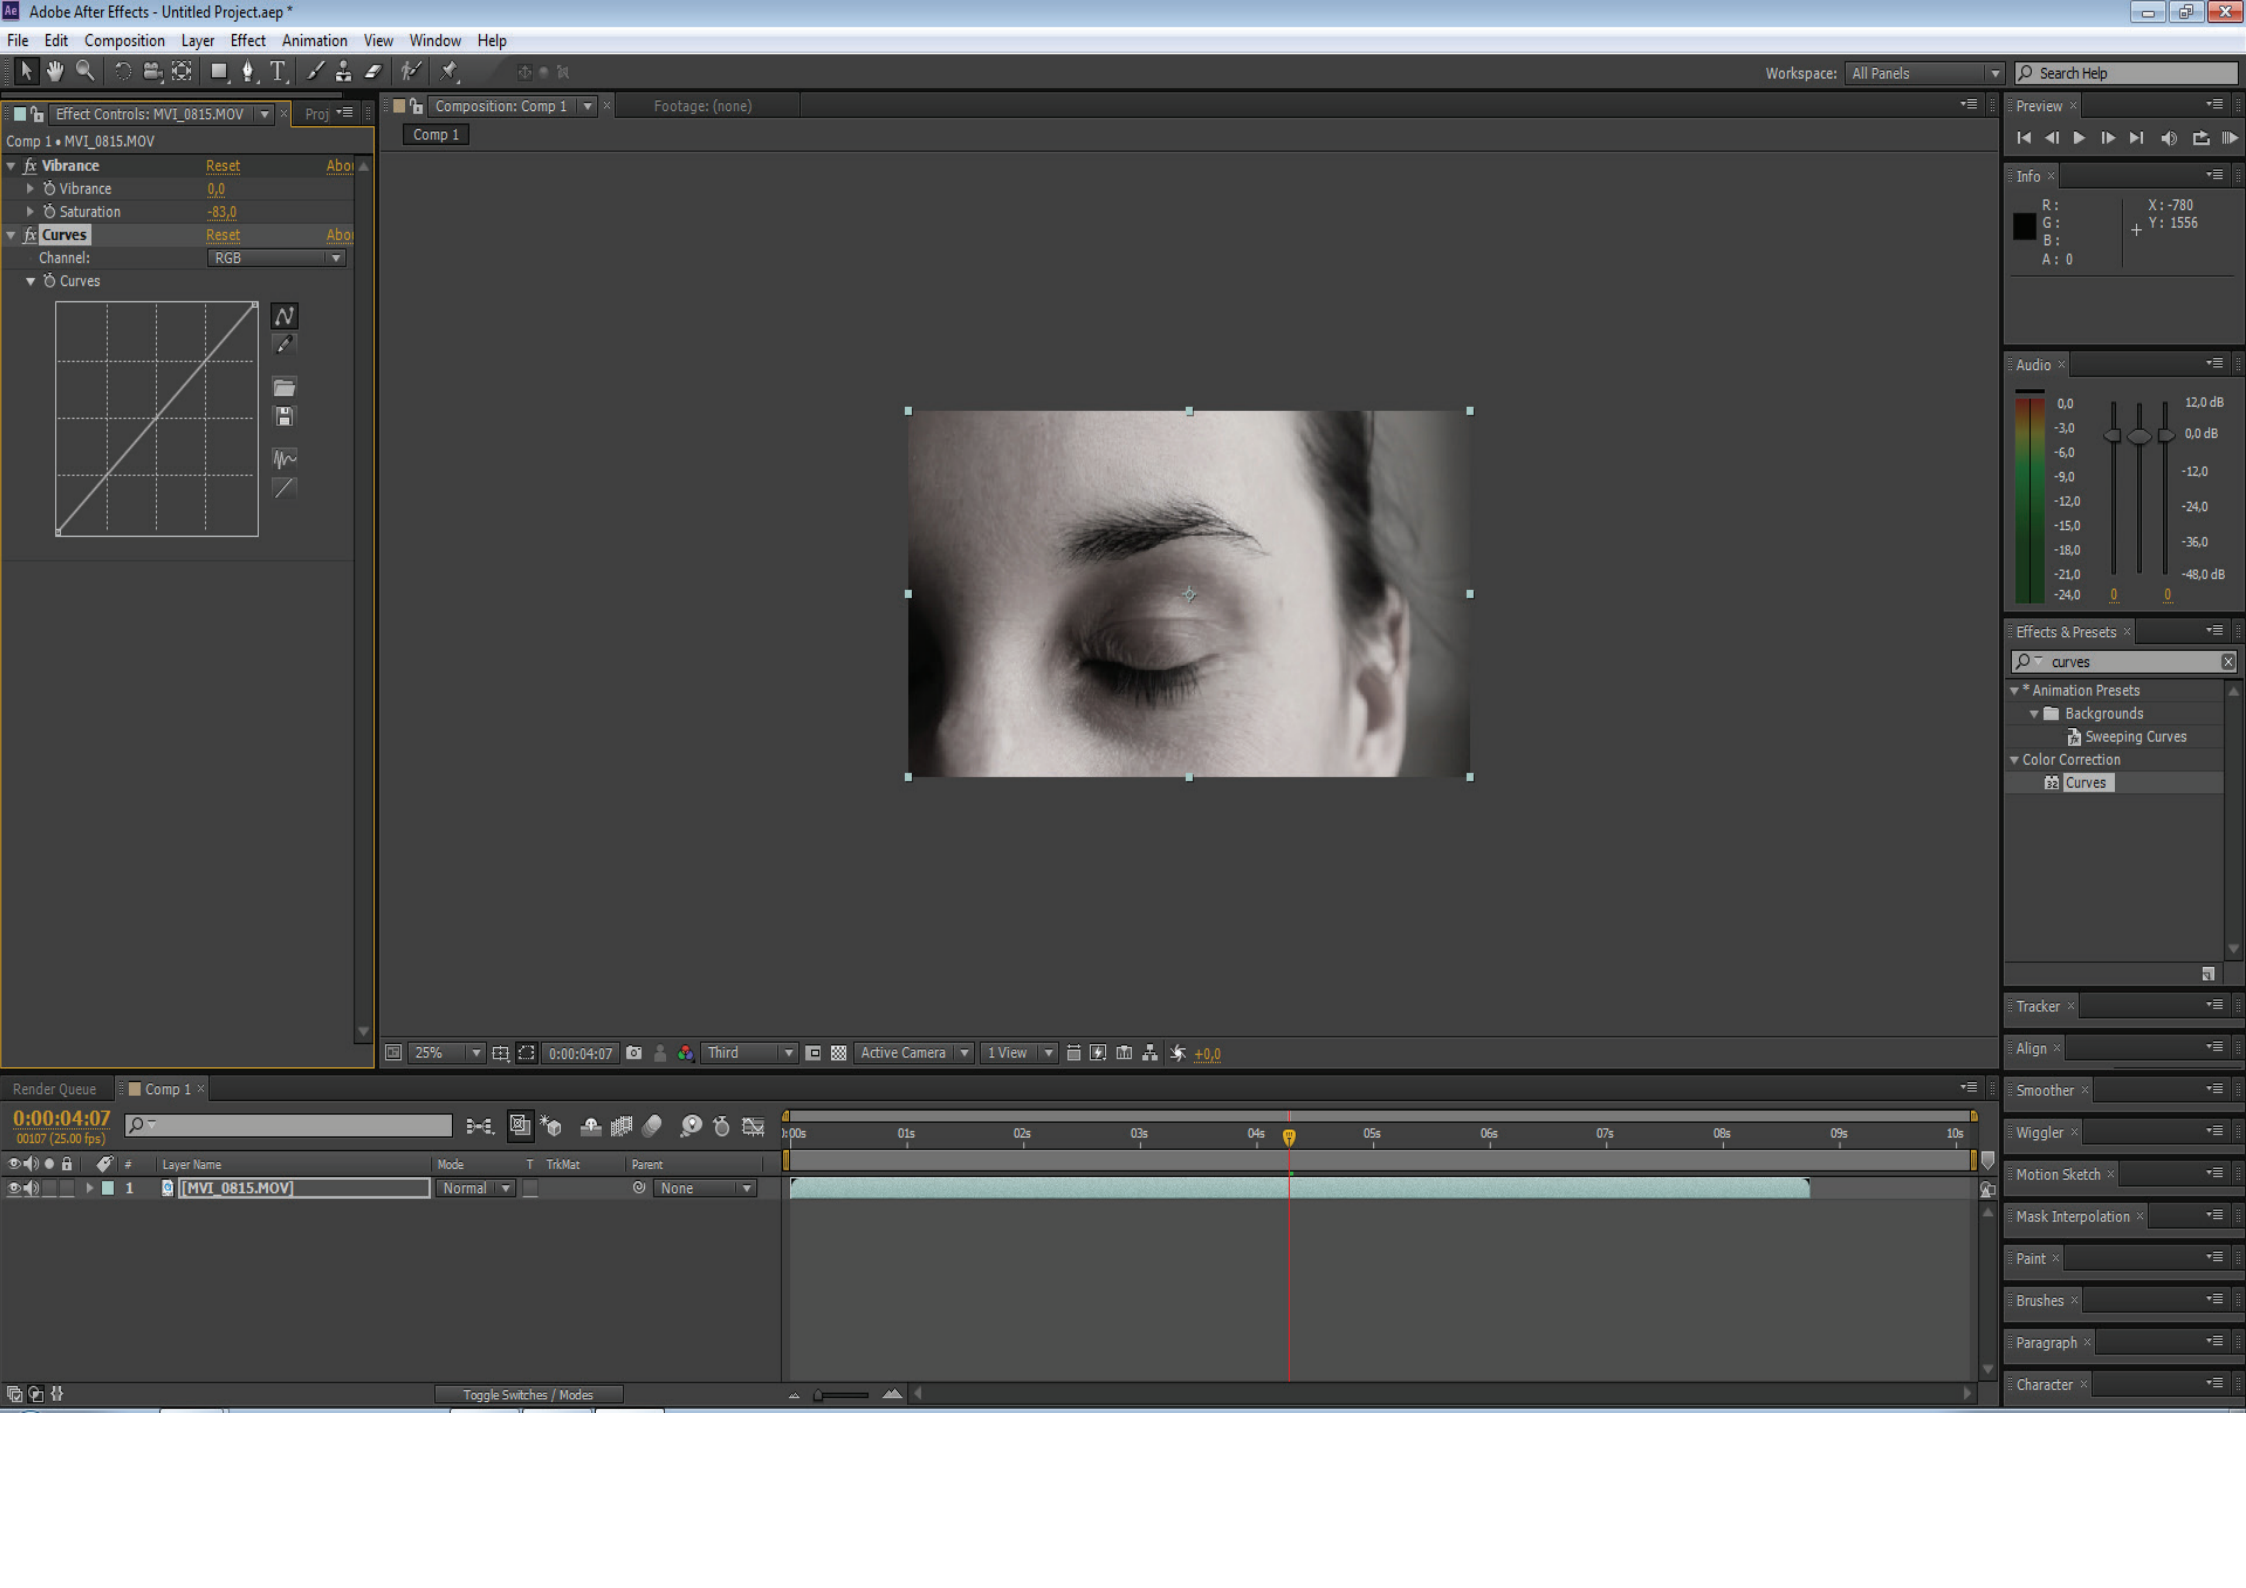 Ae Adobe After Effects - Untitled Project.aep *
File Edit Composition Layer Effect Animation View Window Help
T Workspace: All Panels Search Help
Effect Controls: MVI_0815.MOV × Proj
Comp 1 • MVI_0815.MOV
fx Vibrance Reset Abou
Vibrance 0,0
Saturation -83,0
fx Curves Reset Abou
Channel: RGB
Curves
Composition: Comp 1 × Footage: (none)
Comp 1
25% 0:00:04:07 Third Active Camera 1 View +0,0
Preview ×
Info ×
R : X : -780
G : Y : 1556
B :
A : 0
Audio ×
0,0 12,0 dB
-3,0 0,0 dB
-6,0
-9,0 -12,0
-12,0 -24,0
-15,0
-18,0 -36,0
-21,0 -48,0 dB
-24,0 0 0
Effects & Presets ×
curves
* Animation Presets
Backgrounds
Sweeping Curves
Color Correction
32 Curves
Tracker ×
Align ×
Smoother ×
Wiggler ×
Motion Sketch ×
Mask Interpolation ×
Paint ×
Brushes ×
Paragraph ×
Character ×
Render Queue Comp 1 ×
0:00:04:07
00107 (25.00 fps)
):00s 01s 02s 03s 04s 05s 06s 07s 08s 09s 10s
# Layer Name Mode T TrkMat Parent
1 [MVI_0815.MOV] Normal None
Toggle Switches / Modes